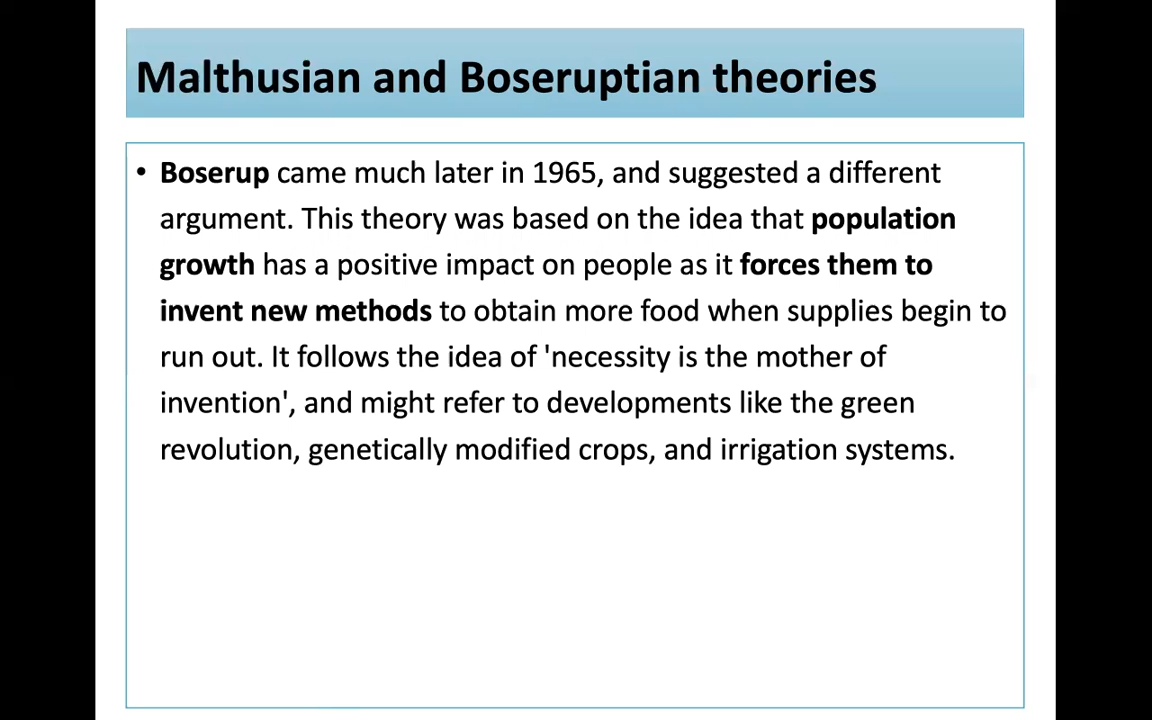 Malthusian and Boseruptian theories
• Boserup came much later in 1965, and suggested a different
argument. This theory was based on the idea that population
growth has a positive impact on people as it forces them to
invent new methods to obtain more food when supplies begin to
run out. It follows the idea of 'necessity is the mother of
invention', and might refer to developments like the green
revolution, genetically modified crops, and irrigation systems.